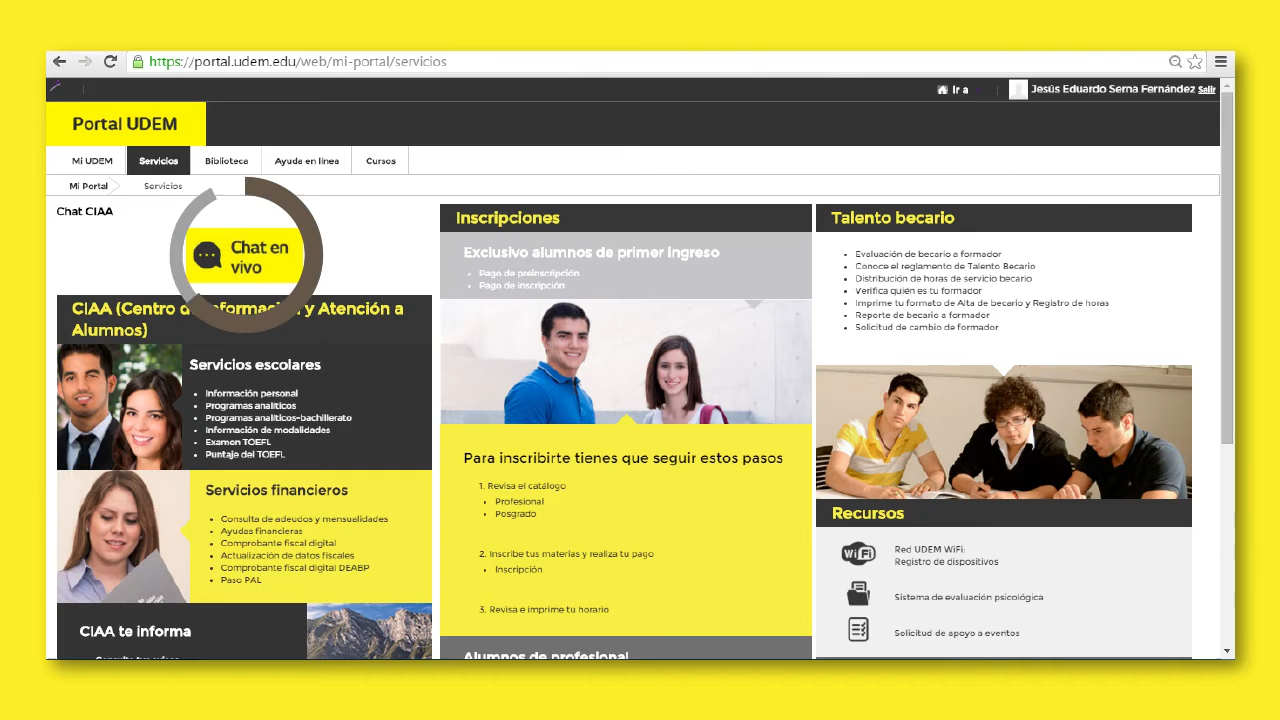 https://portal.udem.edu/web/mi-portal/servicios
Ir a
Jesús Eduardo Serna Fernández Salir
Portal UDEM
Mi UDEM
Servicios
Biblioteca
Ayuda en línea
Cursos
Mi Portal
Servicios
Chat CIAA
Chat en
vivo
CIAA (Centro de Información y Atención a
Alumnos)
Servicios escolares
Información personal
Programas analíticos
Programas analíticos-bachillerato
Información de modalidades
Examen TOEFL
Puntaje del TOEFL
Servicios financieros
Consulta de adeudos y mensualidades
Ayudas financieras
Comprobante fiscal digital
Actualización de datos fiscales
Comprobante fiscal digital DEABP
Paso PAL
CIAA te informa
Inscripciones
Exclusivo alumnos de primer ingreso
Pago de preinscripción
Pago de inscripción
Para inscribirte tienes que seguir estos pasos
1. Revisa el catálogo
Profesional
Posgrado
2. Inscribe tus materias y realiza tu pago
Inscripción
3. Revisa e imprime tu horario
Alumnos de profesional
Talento becario
Evaluación de becario a formador
Conoce el reglamento de Talento Becario
Distribución de horas de servicio becario
Verifica quién es tu formador
Imprime tu formato de Alta de becario y Registro de horas
Reporte de becario a formador
Solicitud de cambio de formador
Recursos
WiFi
Red UDEM WiFi:
Registro de dispositivos
Sistema de evaluación psicológica
Solicitud de apoyo a eventos